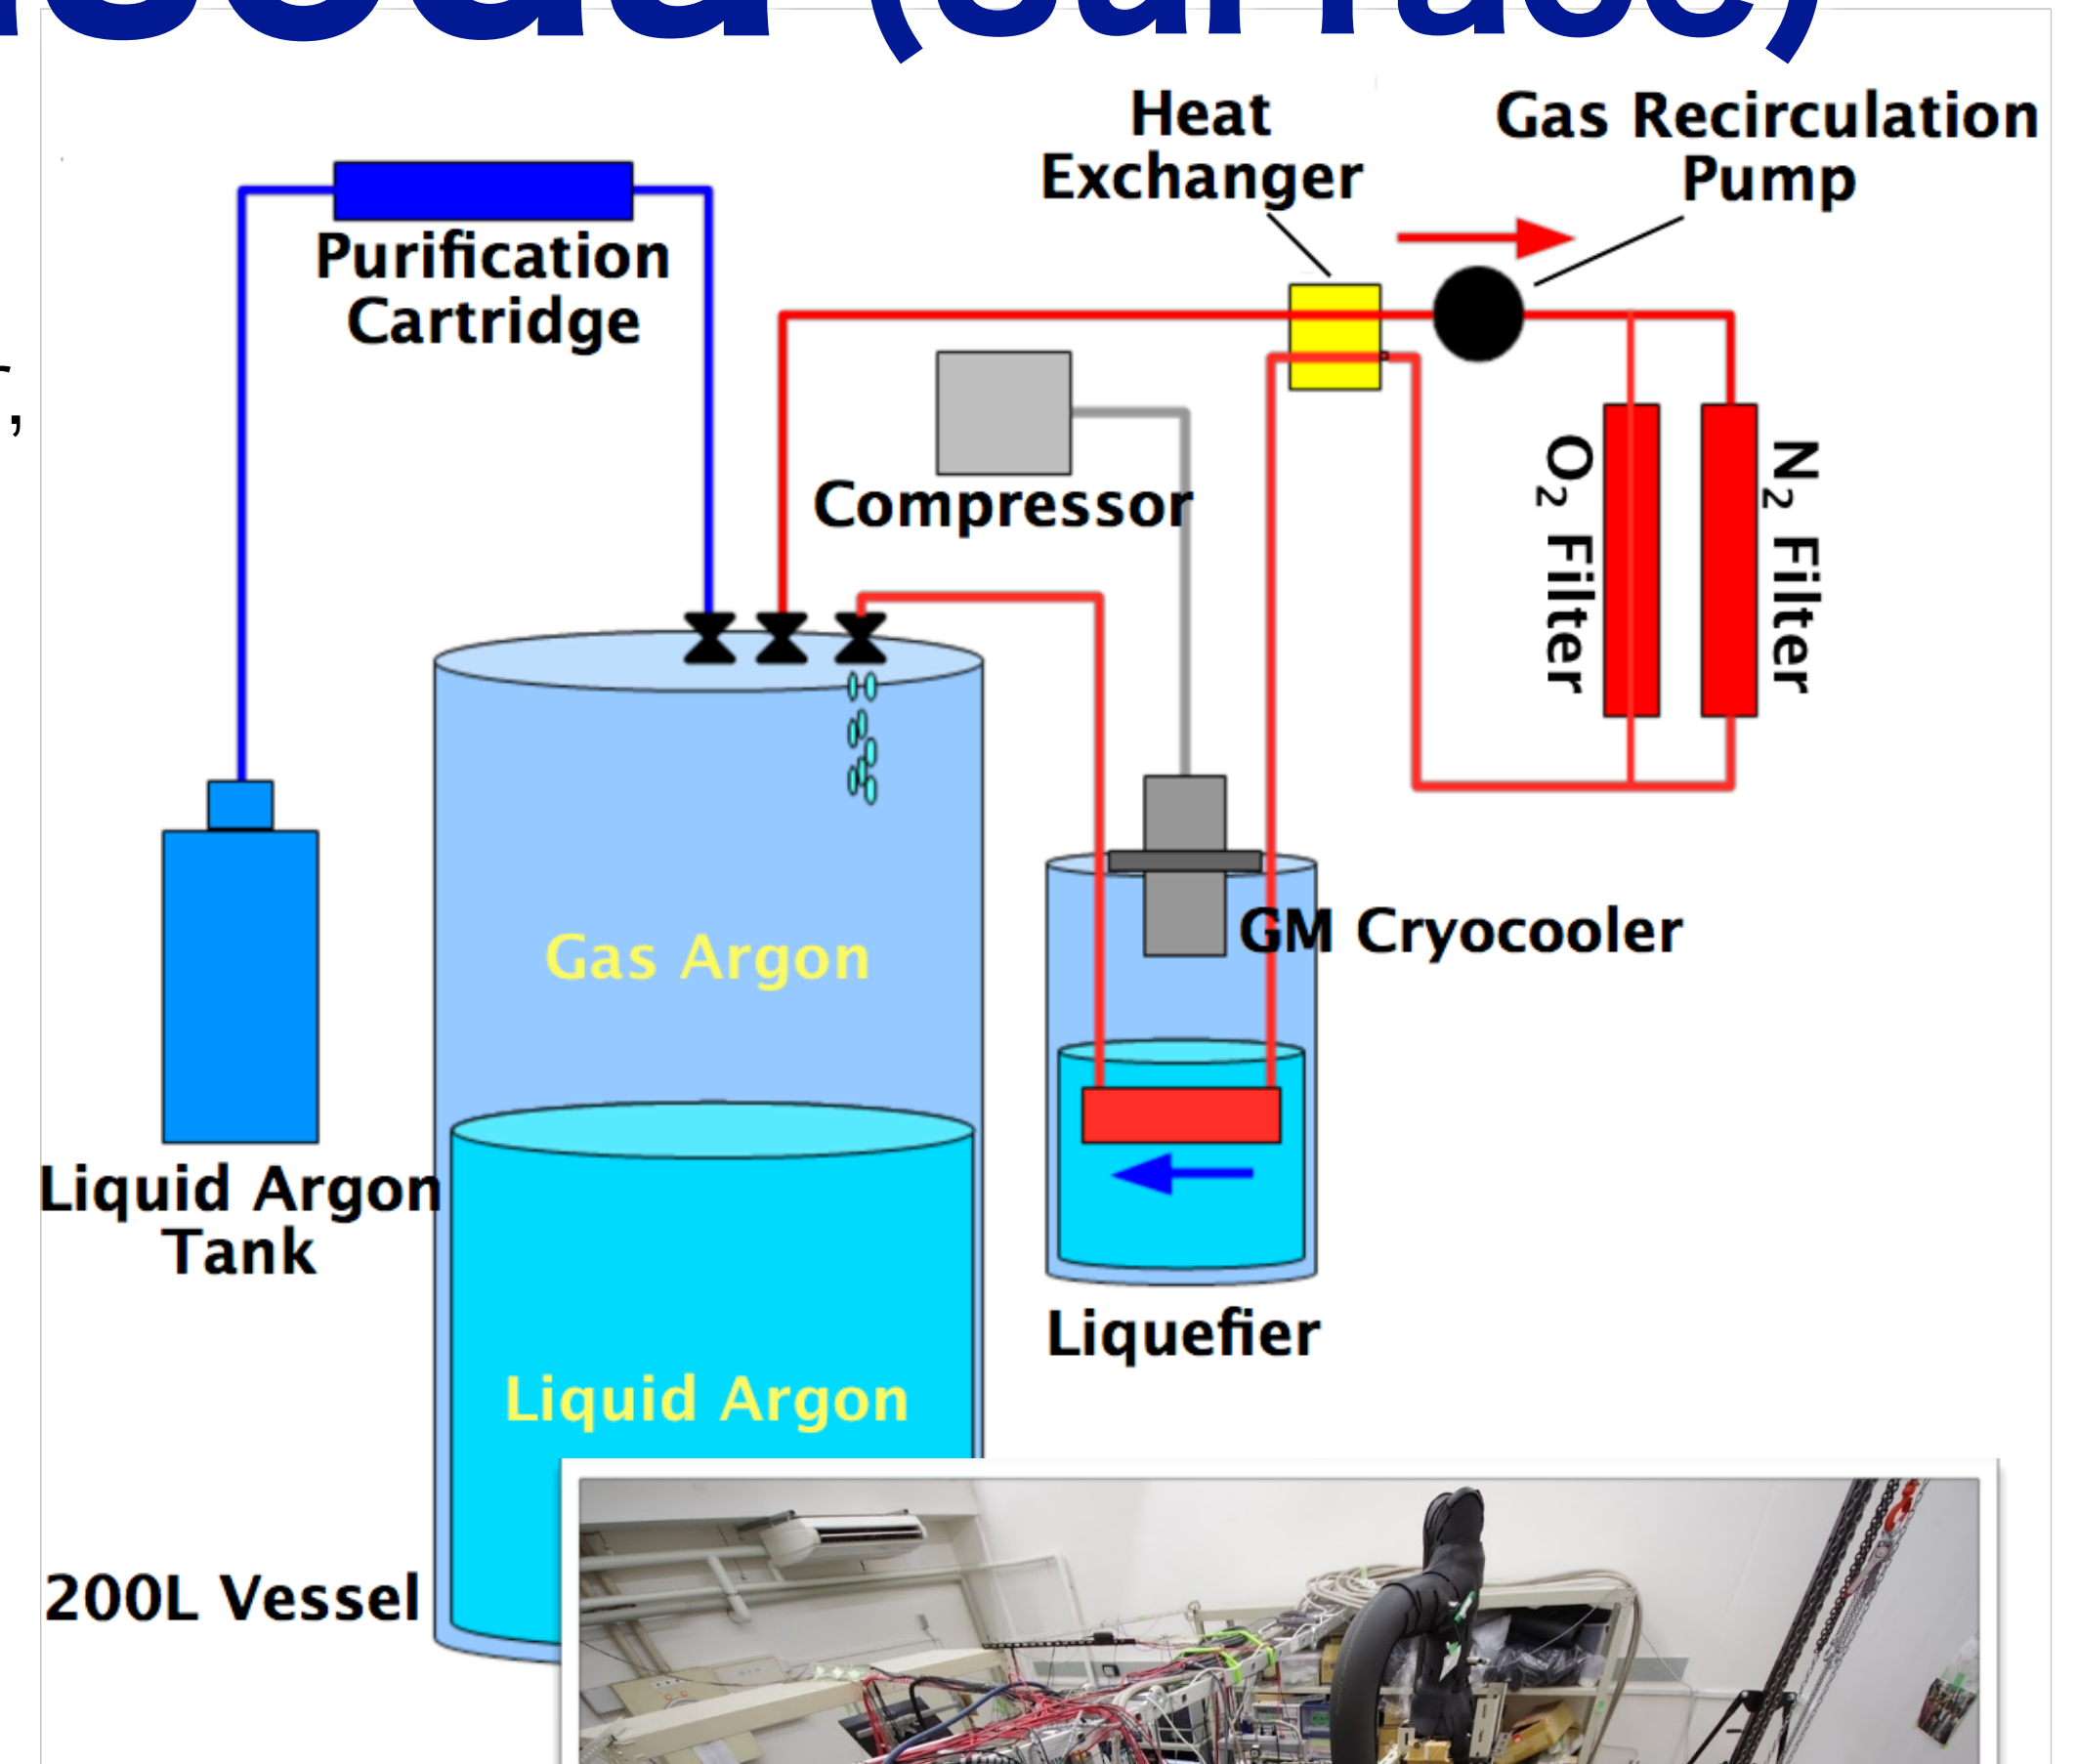 (surface)
Heat
Exchanger
Gas Recirculation
Pump
Purification
Cartridge
Compressor
O₂ Filter
N₂ Filter
Gas Argon
GM Cryocooler
Liquid Argon
Tank
Liquefier
Liquid Argon
200L Vessel